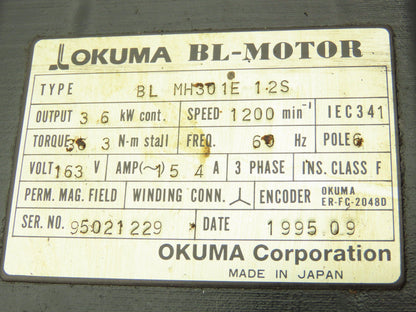 OKUMA BL-MOTOR
TYPE BL MH301E 12S
OUTPUT 3 6 kW cont. SPEED 1200 min⁻¹ IEC341
TORQUE 3 N-m stall FREQ. 60 Hz POLE 6
VOLT 163 V AMP(~) 15 4 A 3 PHASE INS. CLASS F
PERM. MAG. FIELD WINDING CONN. ENCODER OKUMA ER-FC-2048D
SER. NO. 95021229 DATE 1995.09
OKUMA Corporation
MADE IN JAPAN